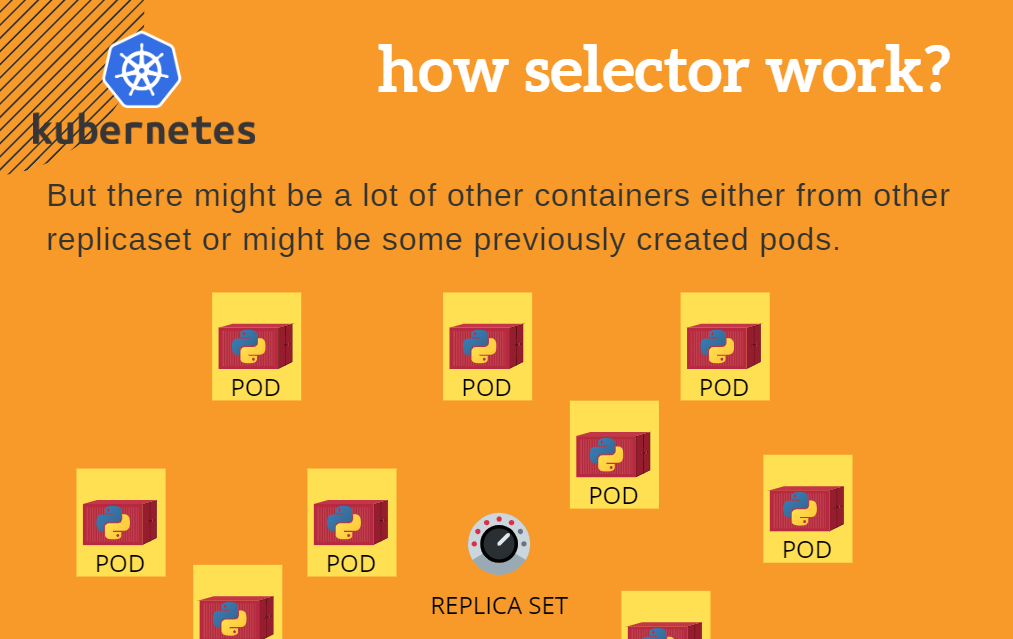 how selector work?
kubernetes
But there might be a lot of other containers either from other
replicaset or might be some previously created pods.
POD
POD
POD
POD
POD
POD
POD
REPLICA SET